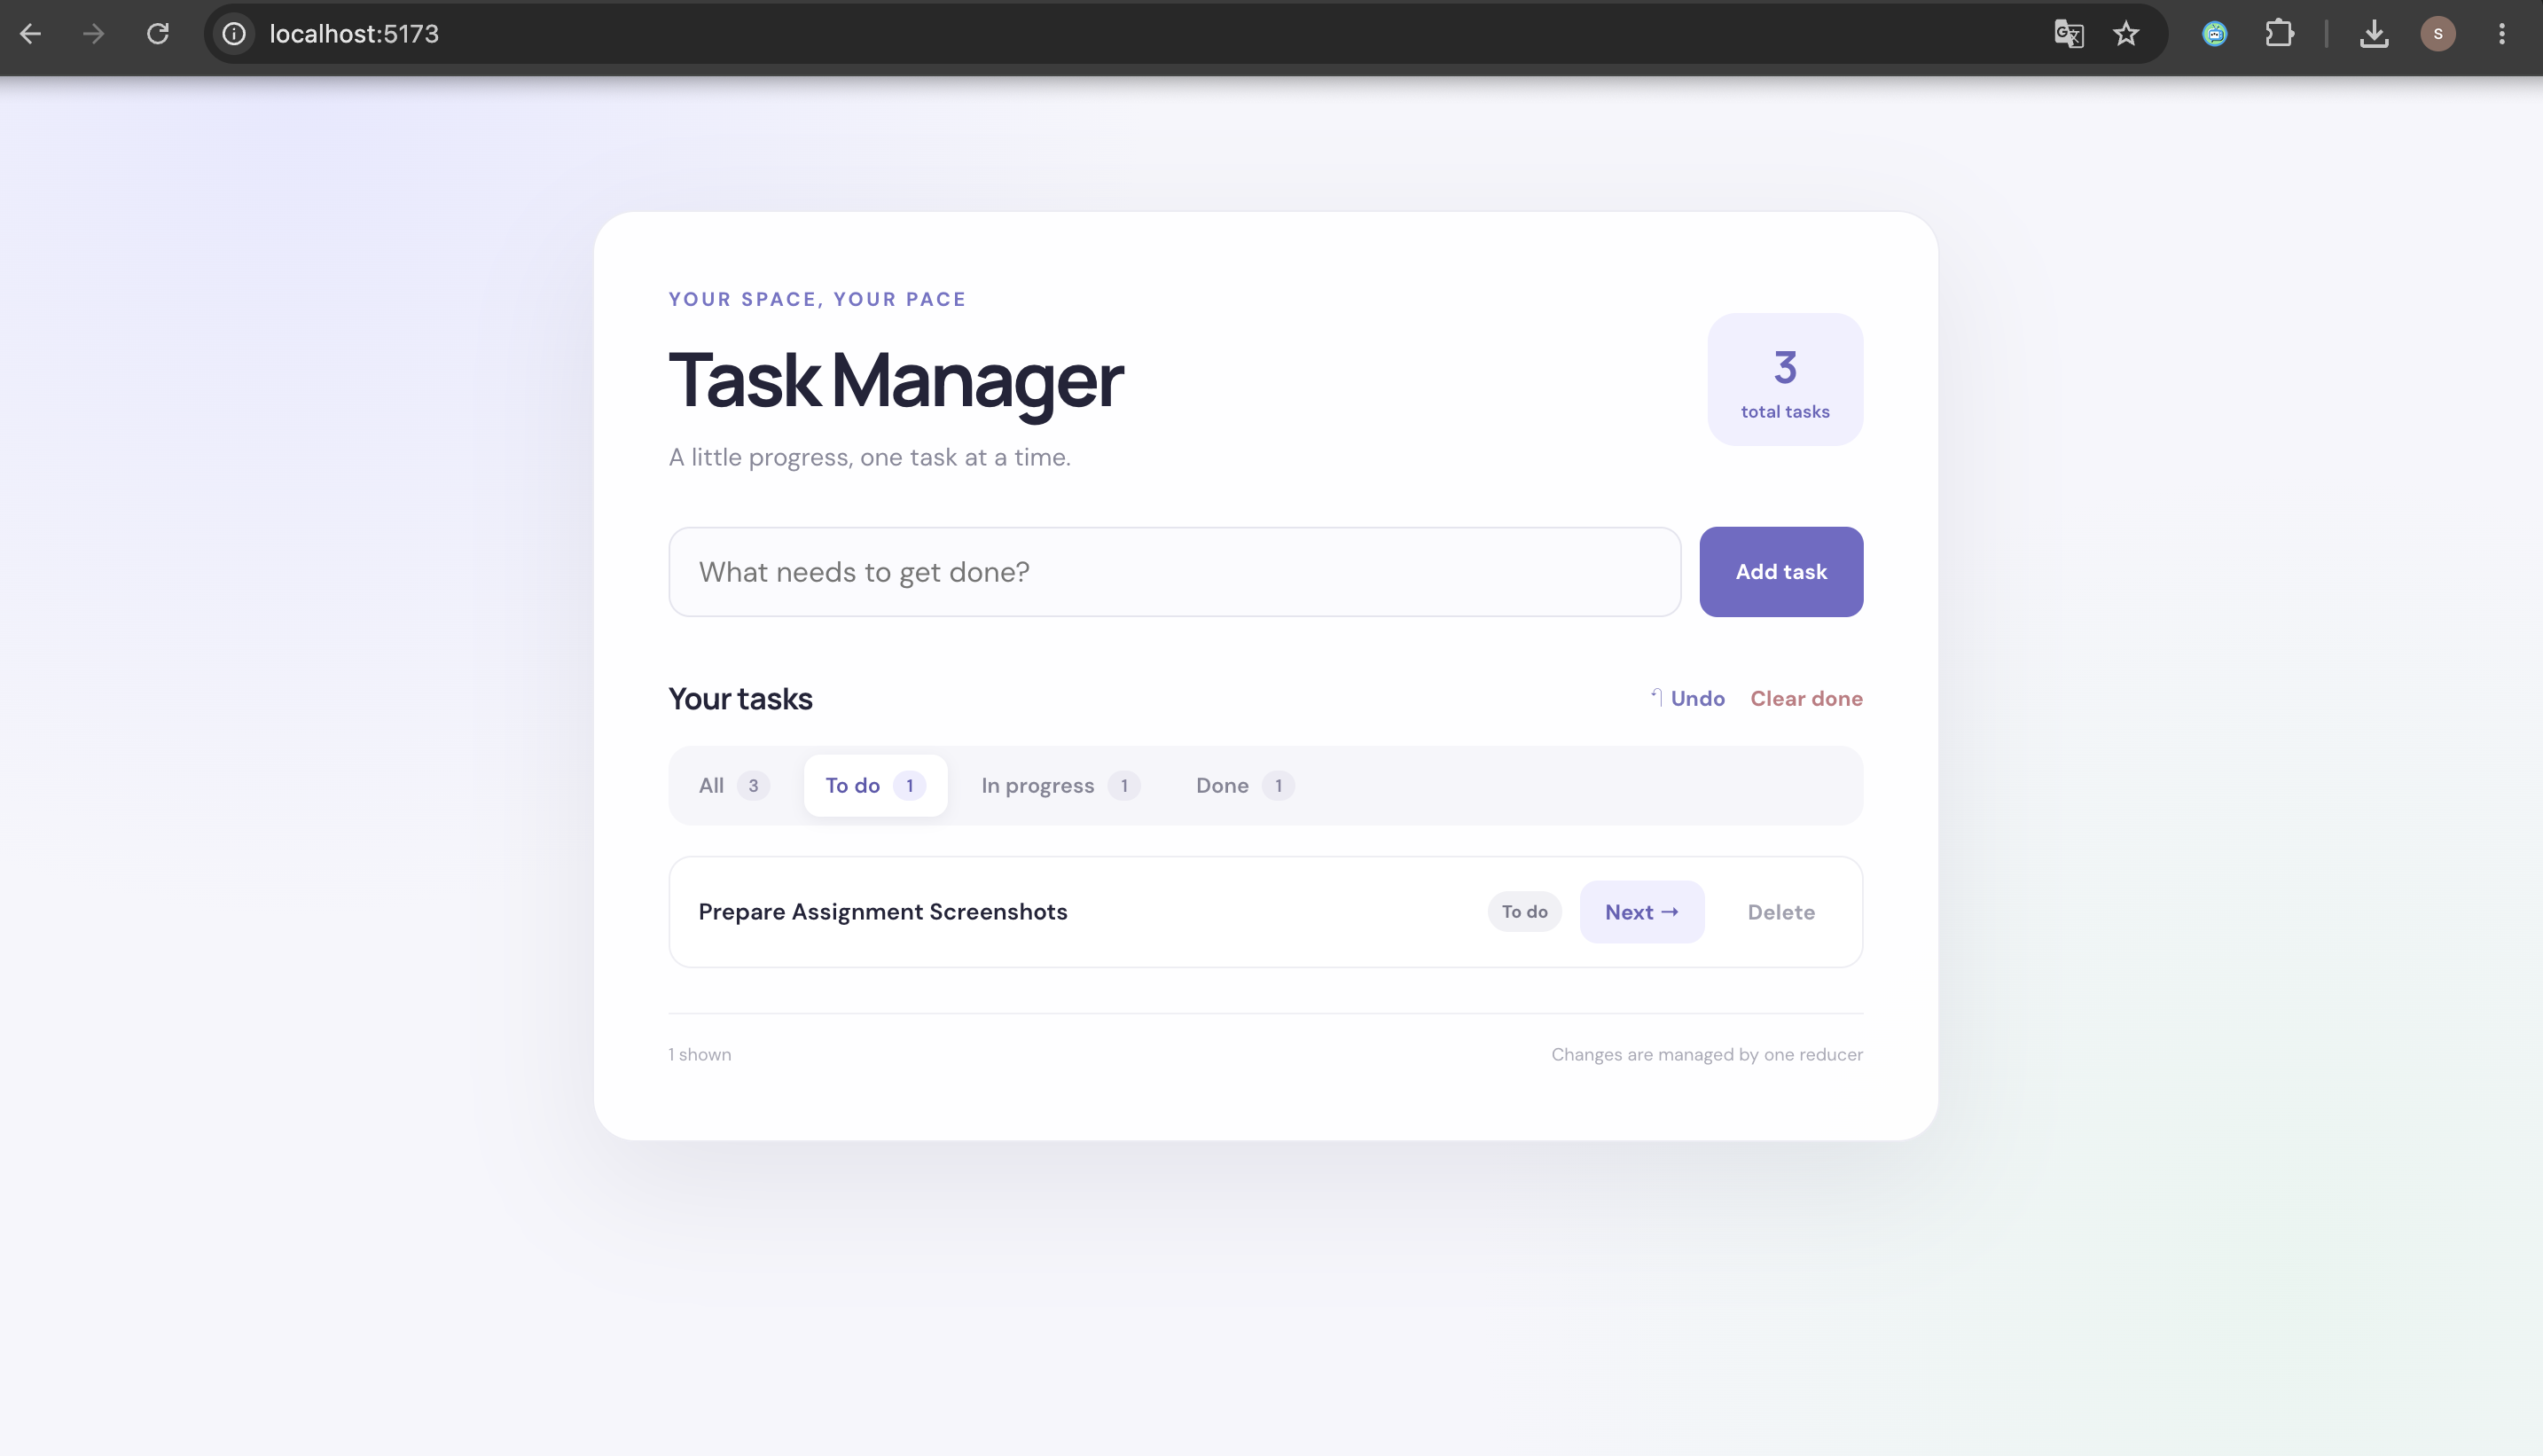 localhost:5173
S
YOUR SPACE, YOUR PACE
Task Manager
A little progress, one task at a time.
3
total tasks
What needs to get done?
Add task
Your tasks
Undo Clear done
All 3 To do 1 In progress 1 Done 1
Prepare Assignment Screenshots To do Next → Delete
1 shown Changes are managed by one reducer